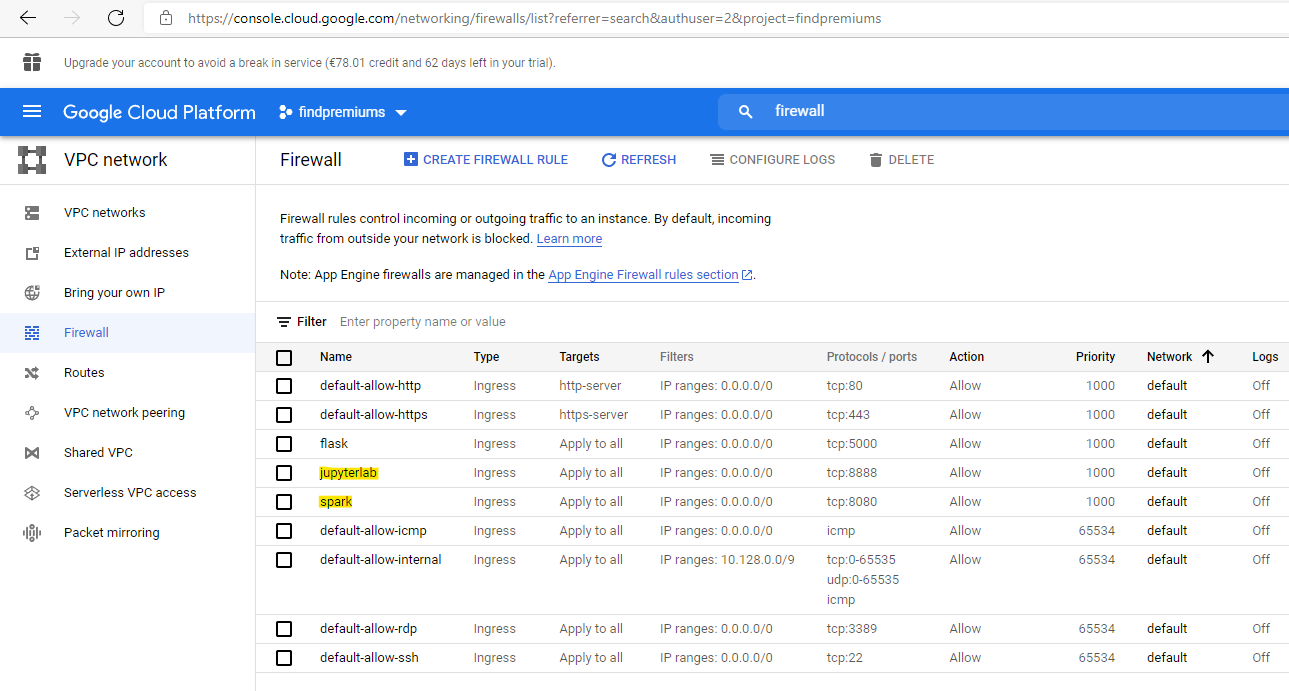 https://console.cloud.google.com/networking/firewalls/list?referrer=search&authuser=2&project=findpremiums
Upgrade your account to avoid a break in service (€78.01 credit and 62 days left in your trial).
Google Cloud Platform findpremiums firewall
VPC network
VPC networks
External IP addresses
Bring your own IP
Firewall
Routes
VPC network peering
Shared VPC
Serverless VPC access
Packet mirroring
Firewall CREATE FIREWALL RULE REFRESH CONFIGURE LOGS DELETE
Firewall rules control incoming or outgoing traffic to an instance. By default, incoming
traffic from outside your network is blocked. Learn more
Note: App Engine firewalls are managed in the App Engine Firewall rules section.
Filter Enter property name or value
Name Type Targets Filters Protocols / ports Action Priority Network Logs
default-allow-http Ingress http-server IP ranges: 0.0.0.0/0 tcp:80 Allow 1000 default Off
default-allow-https Ingress https-server IP ranges: 0.0.0.0/0 tcp:443 Allow 1000 default Off
flask Ingress Apply to all IP ranges: 0.0.0.0/0 tcp:5000 Allow 1000 default Off
jupyterlab Ingress Apply to all IP ranges: 0.0.0.0/0 tcp:8888 Allow 1000 default Off
spark Ingress Apply to all IP ranges: 0.0.0.0/0 tcp:8080 Allow 1000 default Off
default-allow-icmp Ingress Apply to all IP ranges: 0.0.0.0/0 icmp Allow 65534 default Off
default-allow-internal Ingress Apply to all IP ranges: 10.128.0.0/9 tcp:0-65535 Allow 65534 default Off
udp:0-65535
icmp
default-allow-rdp Ingress Apply to all IP ranges: 0.0.0.0/0 tcp:3389 Allow 65534 default Off
default-allow-ssh Ingress Apply to all IP ranges: 0.0.0.0/0 tcp:22 Allow 65534 default Off